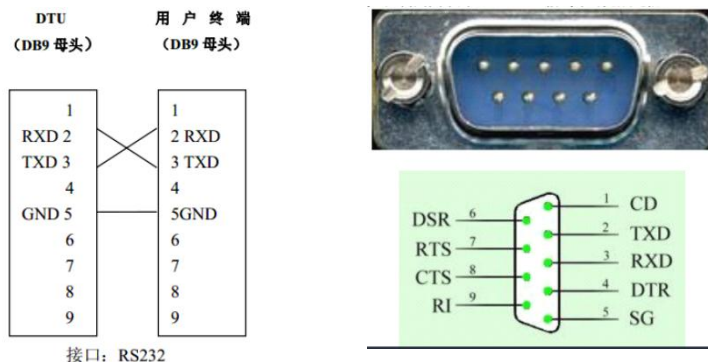 DTU
(DB9 母头)
用 户 终 端
(DB9 母头)
1
RXD 2
TXD 3
4
GND 5
6
7
8
9
1
2 RXD
3 TXD
4
5GND
6
7
8
9
接口: RS232
DSR 6
RTS 7
CTS 8
RI 9
1 CD
2 TXD
3 RXD
4 DTR
5 SG